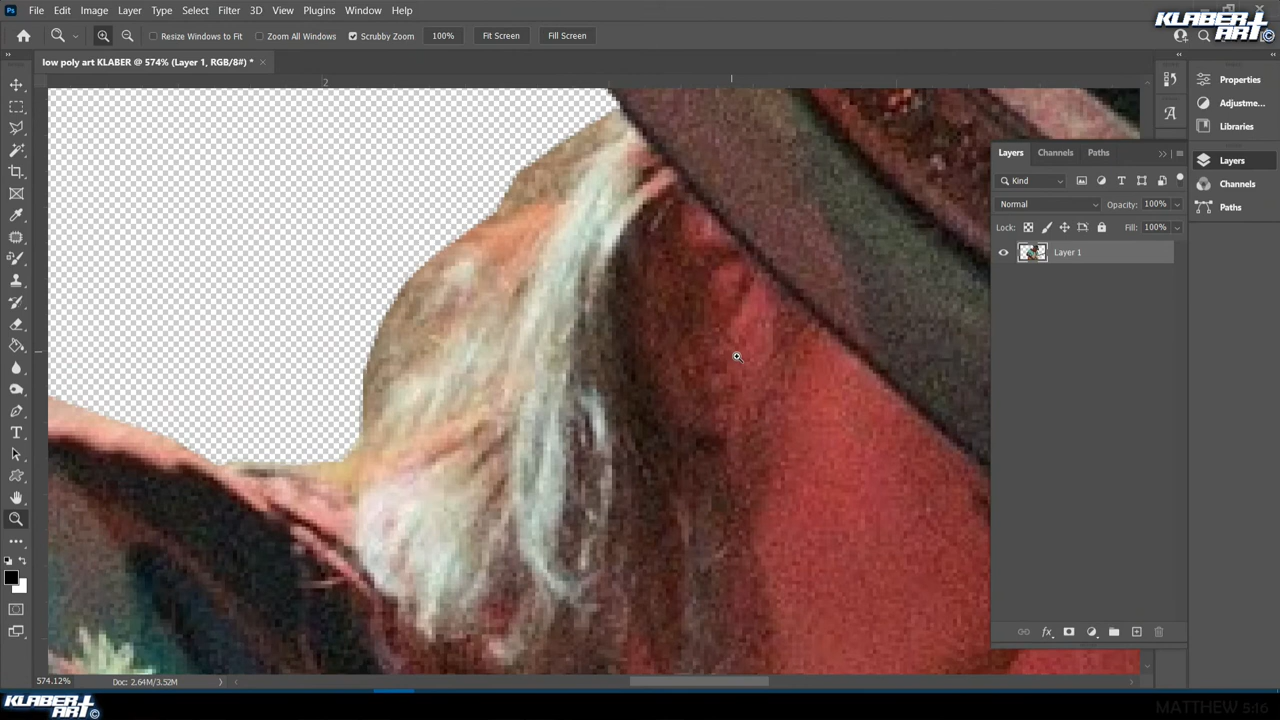 File Edit Image Layer Type Select Filter 3D View Plugins Window Help
KLABER
ART ©
Resize Windows to Fit Zoom All Windows Scrubby Zoom 100% Fit Screen Fill Screen
low poly art KLABER @ 574% (Layer 1, RGB/8#) *
2
Properties
Adjustme...
Libraries
Layers
Channels
Paths
Layers Channels Paths
Kind
Normal Opacity: 100%
Lock: Fill: 100%
Layer 1
574.12% Doc: 2.64M/3.52M
KLABER
ART ©
MATTHEW 5:16